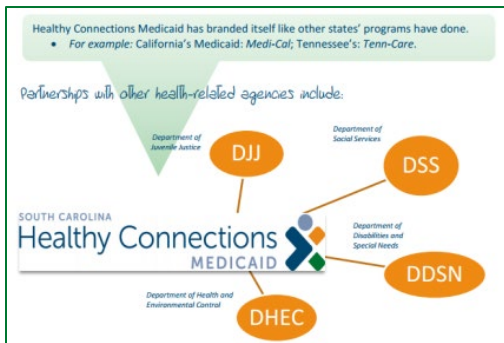 Healthy Connections Medicaid has branded itself like other states' programs have done.
• For example: California's Medicaid: Medi-Cal; Tennessee's: Tenn-Care.
Partnerships with other health-related agencies include:
Department of
Juvenile Justice
DJJ
Department of
Social Services
DSS
SOUTH CAROLINA
Healthy Connections
MEDICAID
Department of
Disabilities and
Special Needs
DDSN
Department of Health and
Environmental Control
DHEC